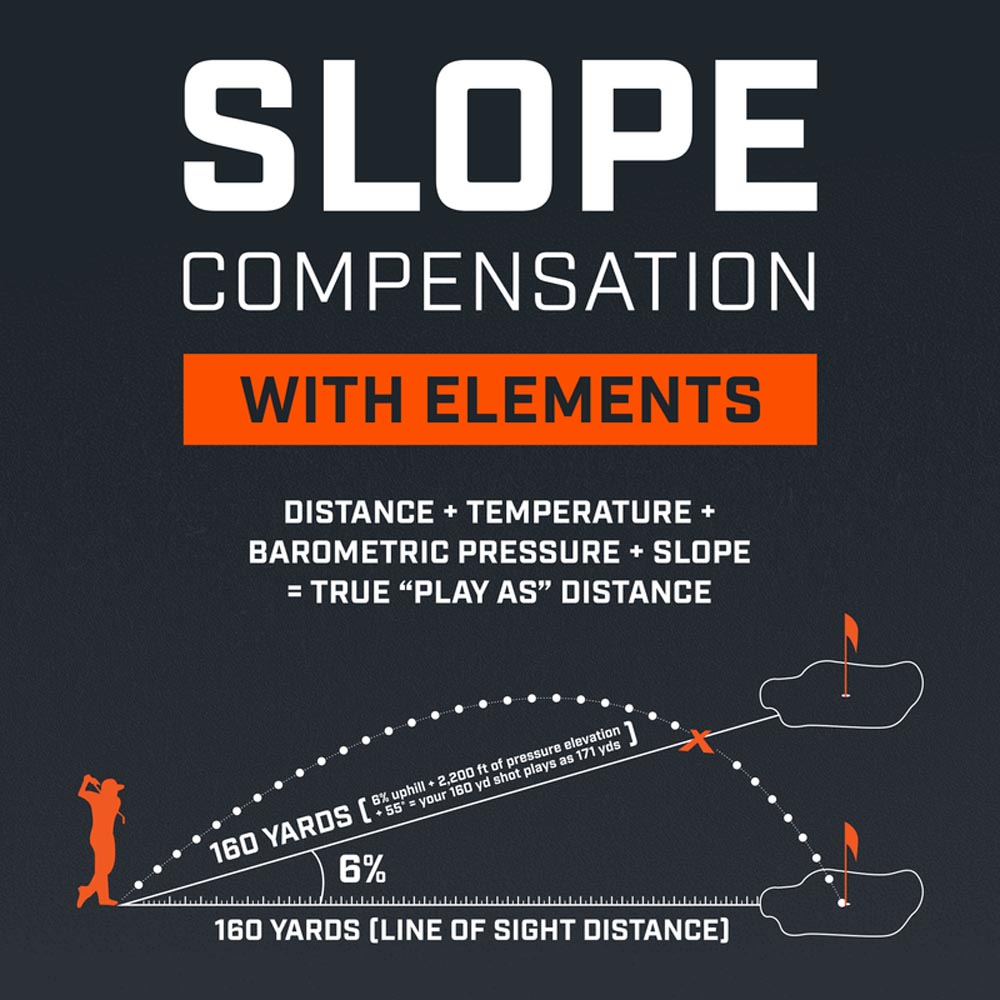 SLOPE
COMPENSATION
WITH ELEMENTS
DISTANCE + TEMPERATURE +
BAROMETRIC PRESSURE + SLOPE
= TRUE “PLAY AS” DISTANCE
160 YARDS [
6% uphill + 2,200 ft of pressure elevation
+ 55° = your 160 yd shot plays as 171 yds
]
X
6%
160 YARDS [LINE OF SIGHT DISTANCE]